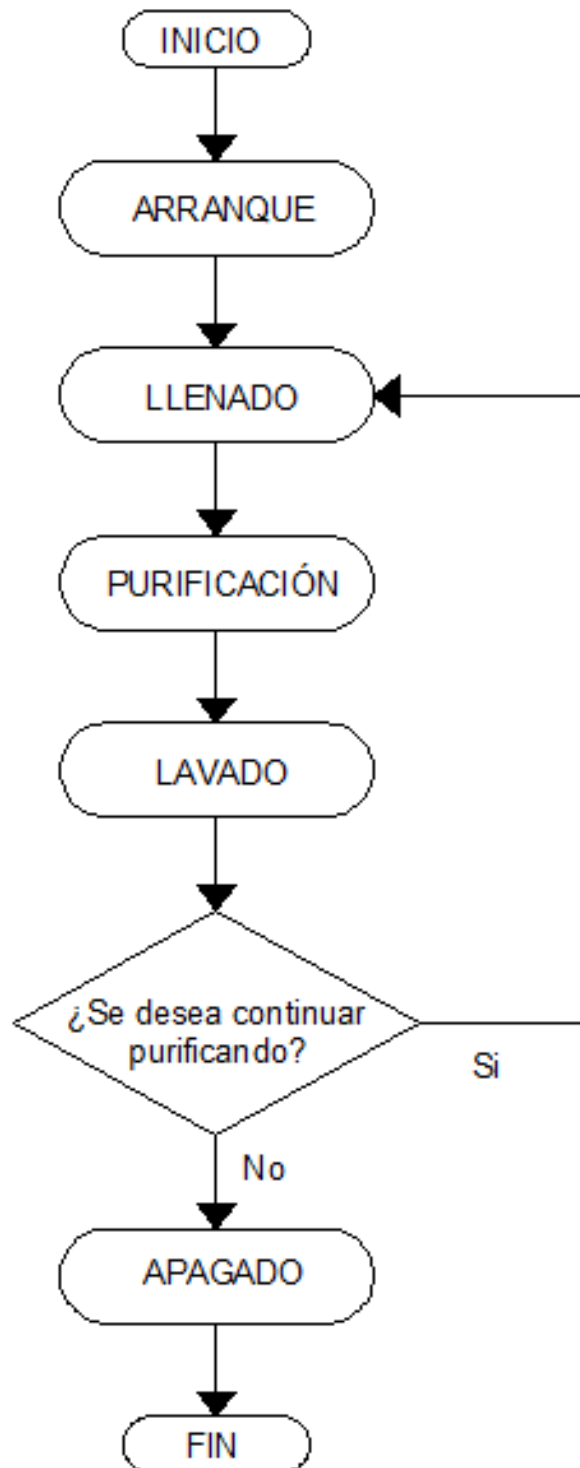 INICIO
ARRANQUE
LLENADO
PURIFICACIÓN
LAVADO
¿Se desea continuar
purificando?
Si
No
APAGADO
FIN